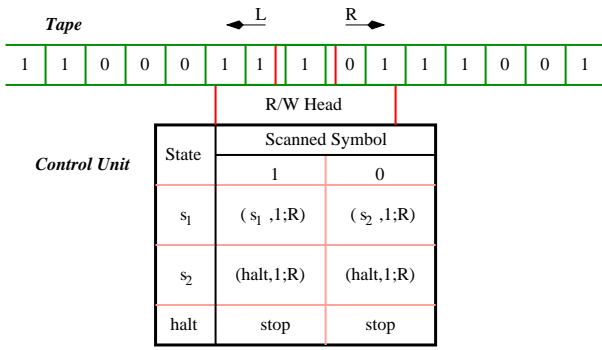 L R
Tape
1 1 0 0 0 1 1 1 0 1 1 1 0 0 1
R/W Head
State Scanned Symbol
Control Unit
1 0
s1 (s1,1;R) (s2,1;R)
s2 (halt,1;R) (halt,1;R)
halt stop stop